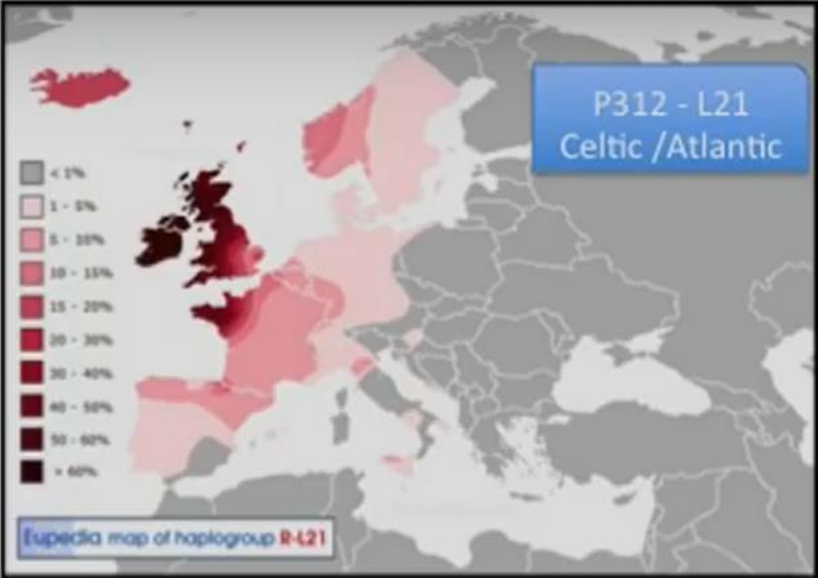 P312 - L21
Celtic /Atlantic
< 1%
1 - 5%
5 - 10%
10 - 15%
15 - 20%
20 - 30%
30 - 40%
40 - 50%
50 - 60%
> 60%
Eupedia map of haplogroup R-L21